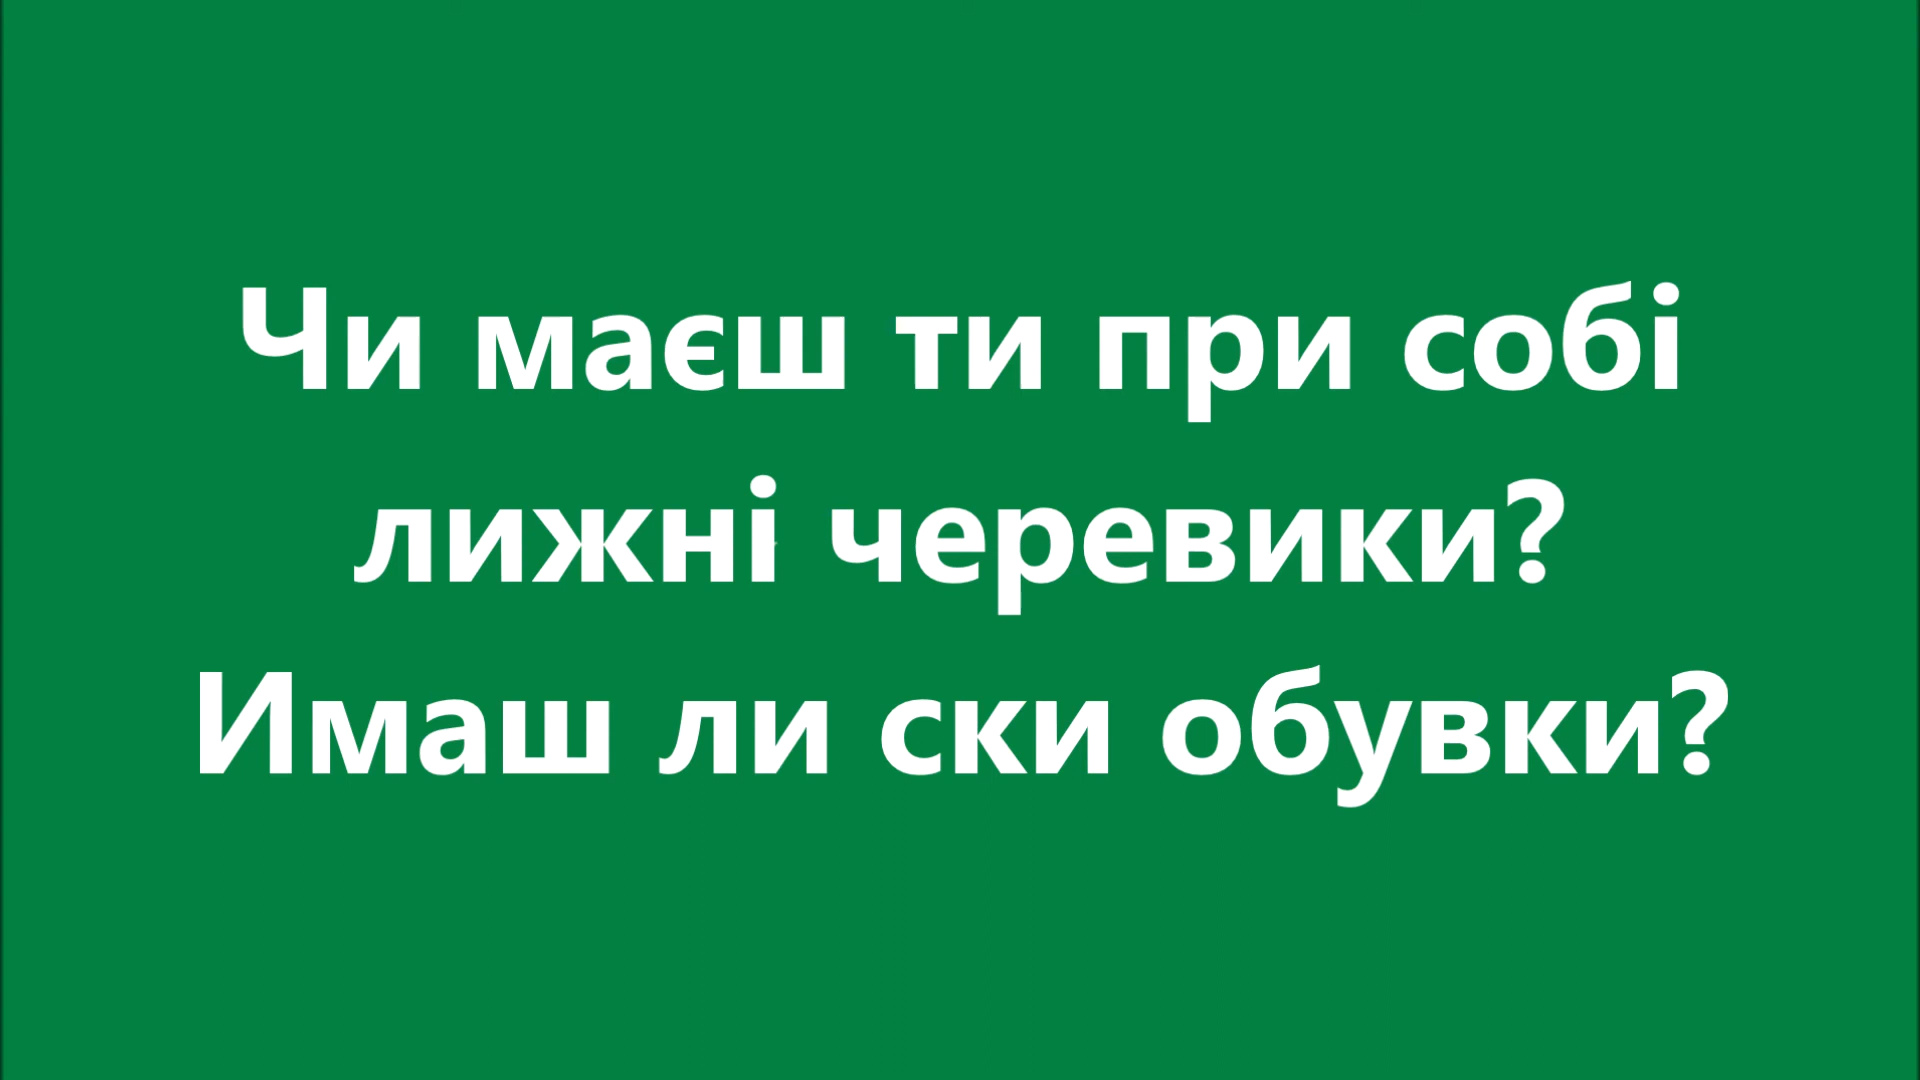 Чи маєш ти при собі
лижні черевики?
Имаш ли ски обувки?